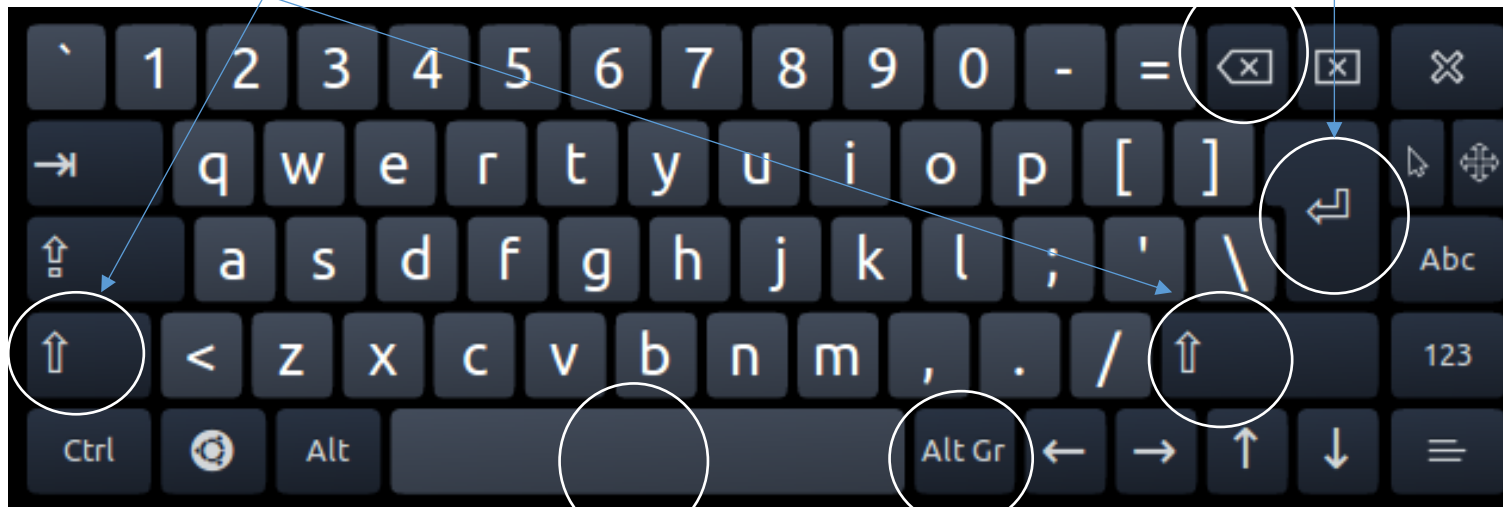 ` 1 2 3 4 5 6 7 8 9 0 - =
q w e r t y u i o p [ ]
a s d f g h j k l ; ' \ Abc
< z x c v b n m , . / 123
Ctrl Alt Alt Gr ← → ↑ ↓